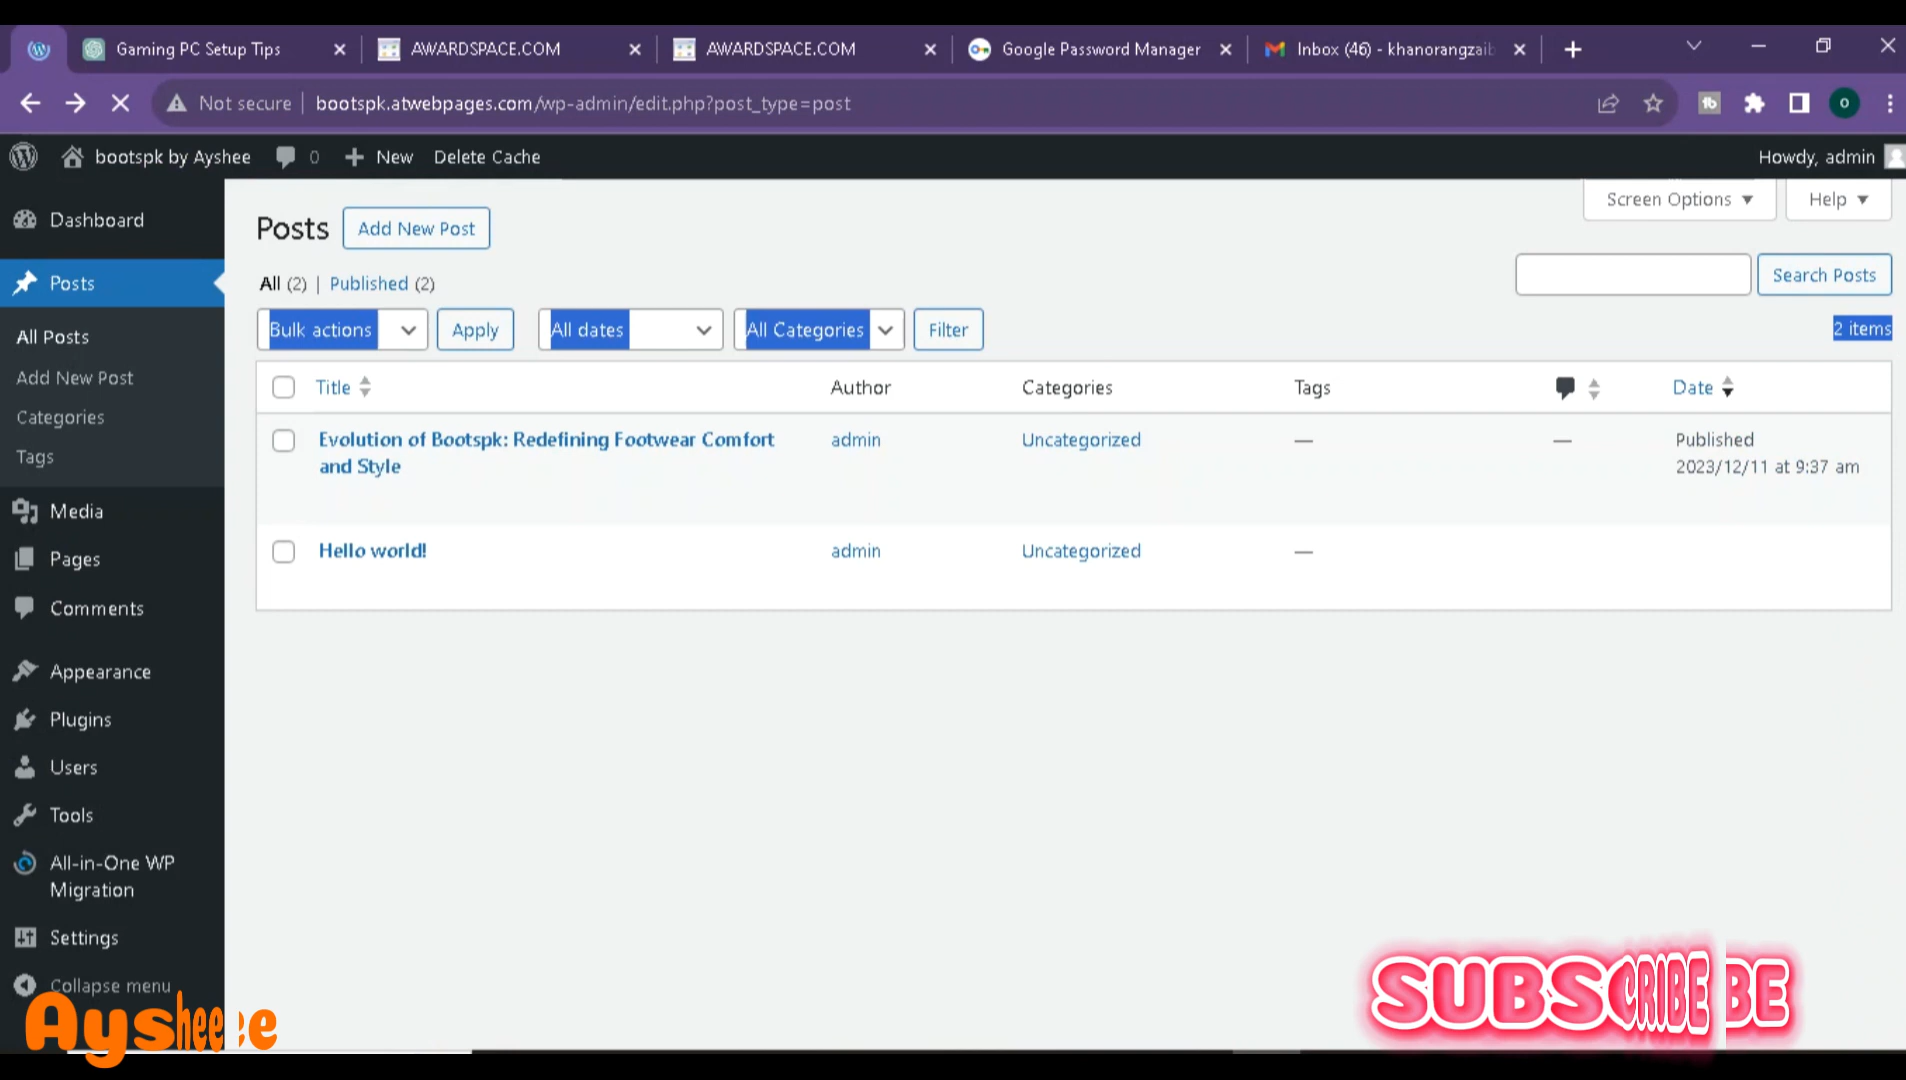 Gaming PC Setup Tips
AWARDSPACE.COM
AWARDSPACE.COM
Google Password Manager
Inbox (46) - khanorangzaib
Not secure
bootspk.atwebpages.com/wp-admin/edit.php?post_type=post
tb
o
bootspk by Ayshee
0
New
Delete Cache
Howdy, admin
Screen Options
Help
Dashboard
Posts
All Posts
Add New Post
Categories
Tags
Media
Pages
Comments
Appearance
Plugins
Users
Tools
All-in-One WP
Migration
Settings
Collapse menu
Posts
Add New Post
All (2) | Published (2)
Search Posts
Bulk actions
Apply
All dates
All Categories
Filter
2 items
Title
Author
Categories
Tags
Date
Evolution of Bootspk: Redefining Footwear Comfort
and Style
admin
Uncategorized
—
—
Published
2023/12/11 at 9:37 am
Hello world!
admin
Uncategorized
—
Ayshee
SUBSCRIBE